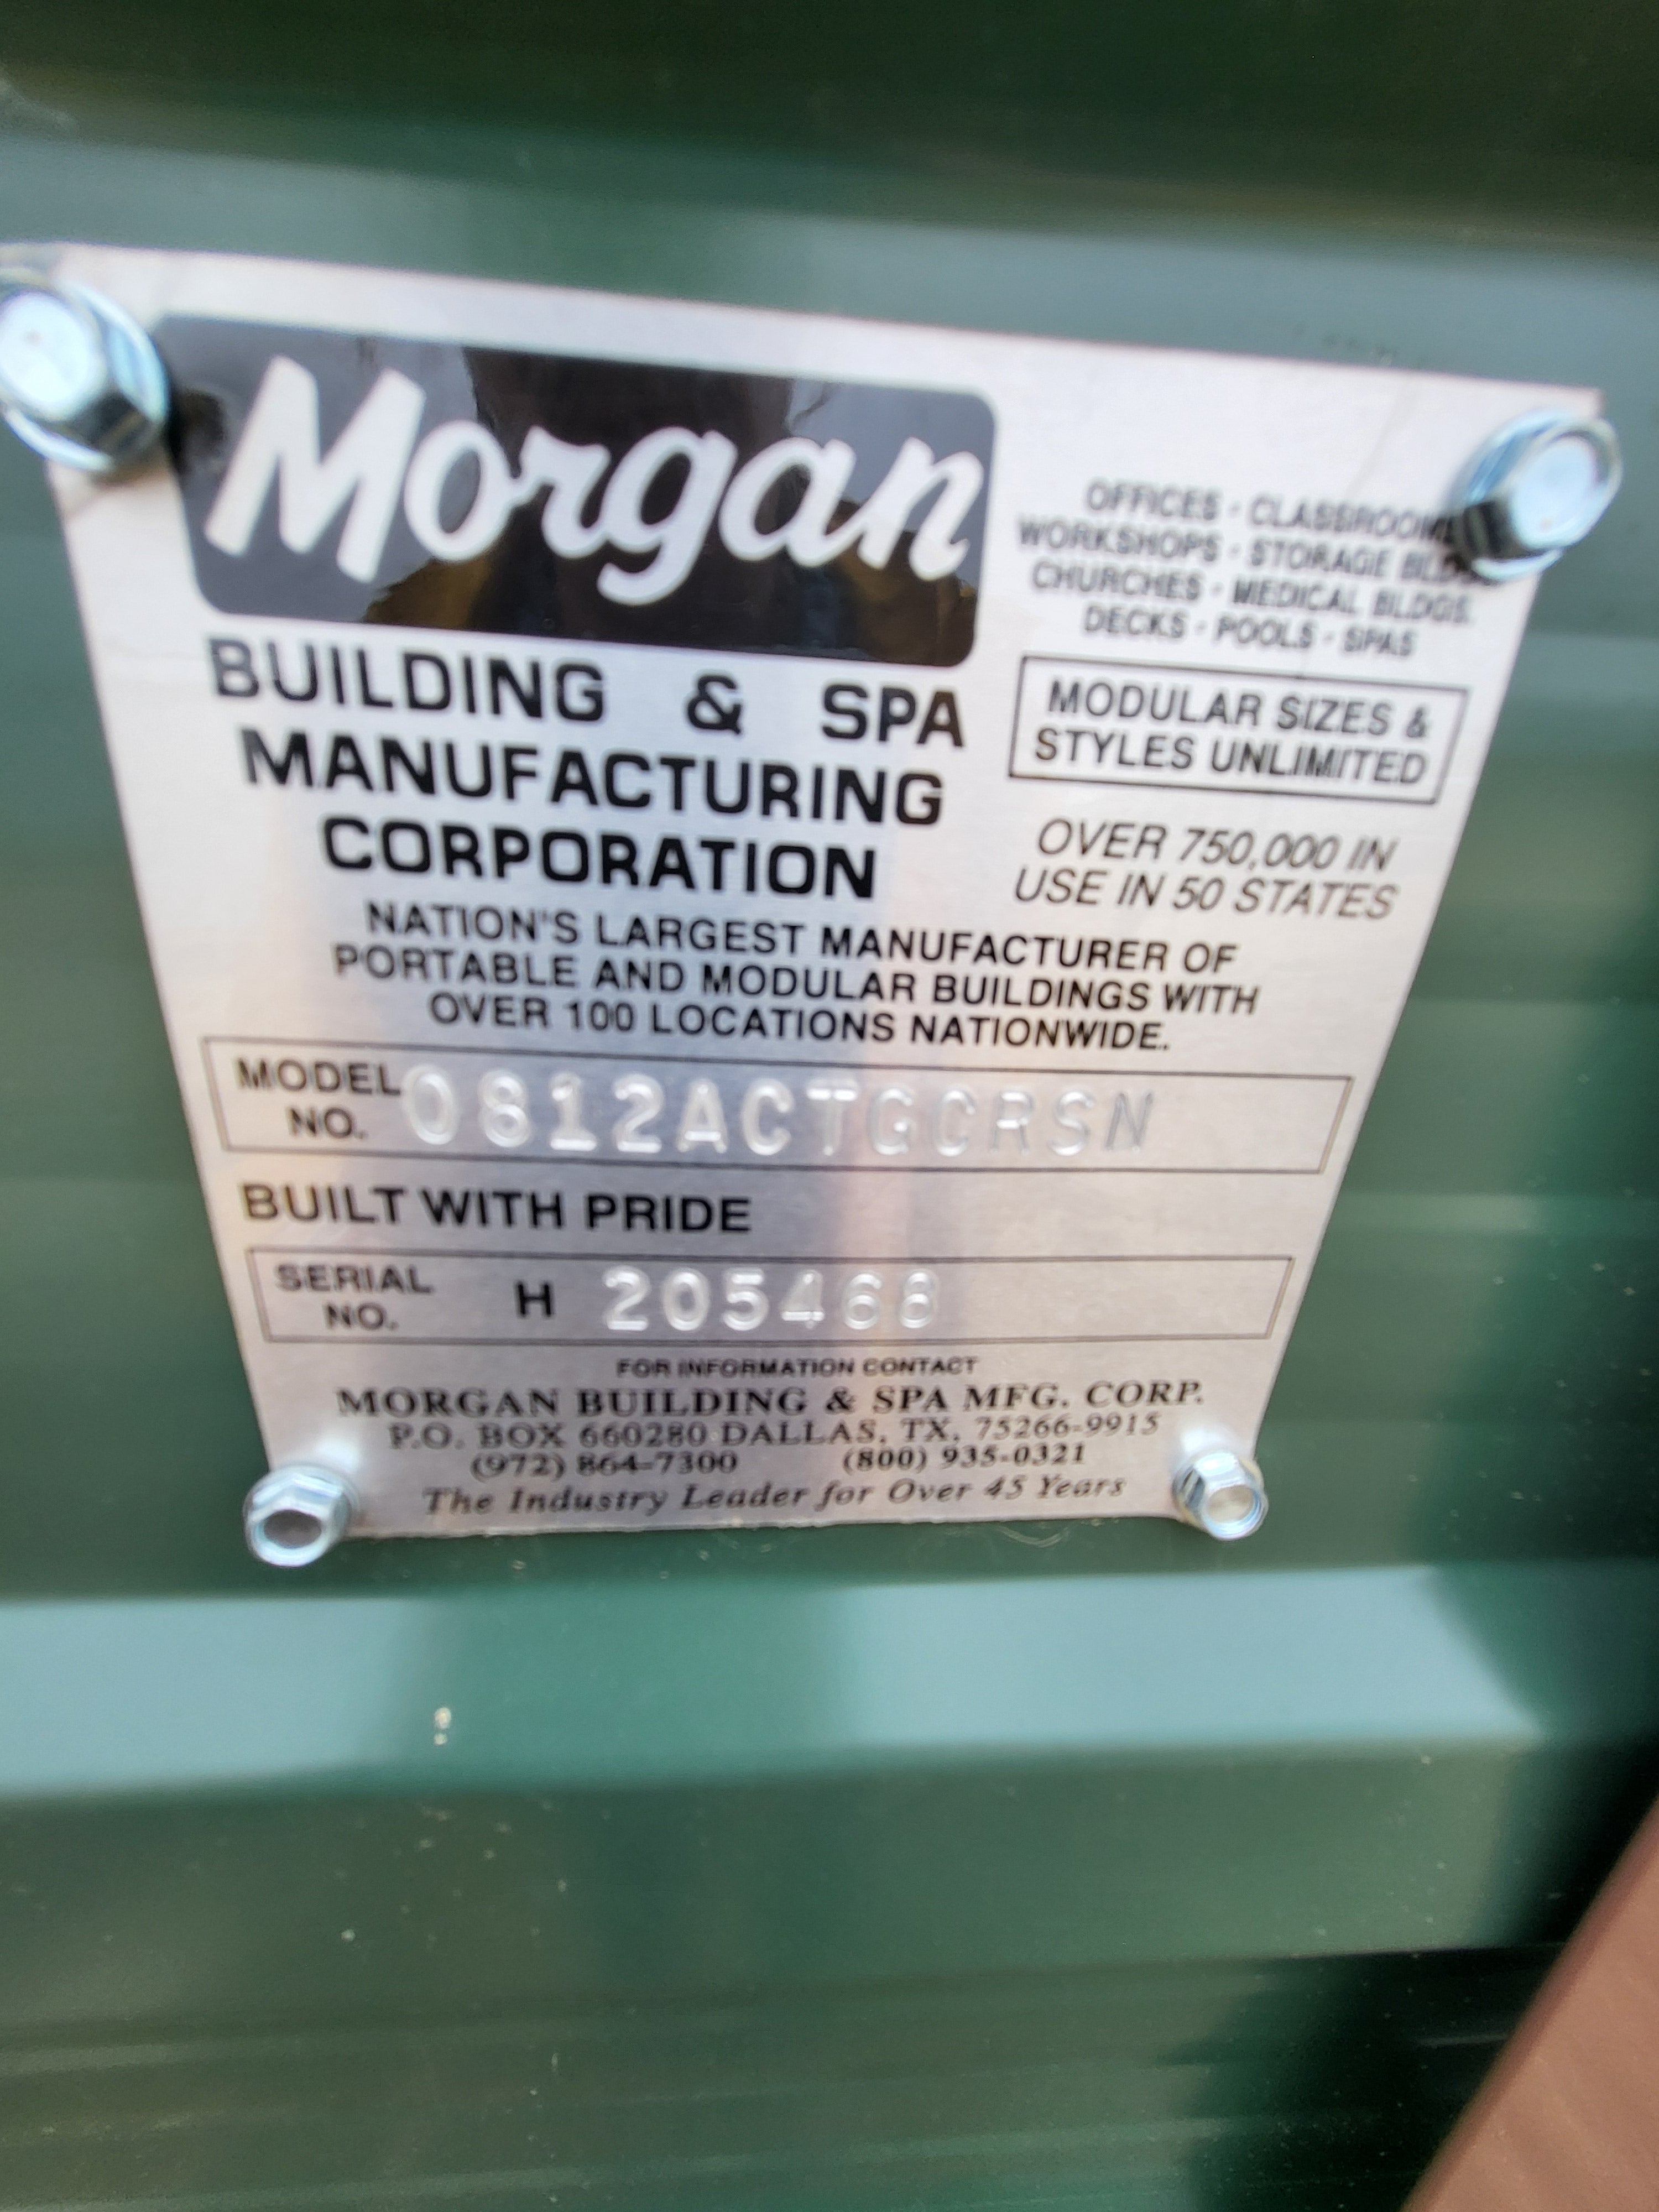 Morgan
BUILDING & SPA
MANUFACTURING
CORPORATION
OFFICES · CLASSROOMS
WORKSHOPS · STORAGE BLDGS.
CHURCHES · MEDICAL BLDGS.
DECKS · POOLS · SPAS
MODULAR SIZES &
STYLES UNLIMITED
OVER 750,000 IN
USE IN 50 STATES
NATION'S LARGEST MANUFACTURER OF
PORTABLE AND MODULAR BUILDINGS WITH
OVER 100 LOCATIONS NATIONWIDE.
MODEL NO. 0812ACTGCRSN
BUILT WITH PRIDE
SERIAL NO. H 205468
FOR INFORMATION CONTACT
MORGAN BUILDING & SPA MFG. CORP.
P.O. BOX 660280 DALLAS, TX, 75266-9915
(972) 864-7300 (800) 935-0321
The Industry Leader for Over 45 Years